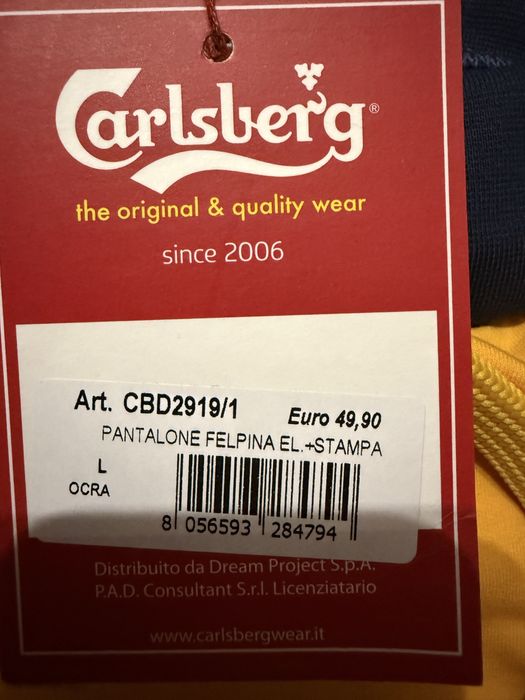 Carlsberg®
the original & quality wear
since 2006
Art. CBD2919/1 Euro 49,90
PANTALONE FELPINA EL.+STAMPA
L
OCRA
8 056593 284794
Distribuito da Dream Project S.p.A.
P.A.D. Consultant S.r.l. Licenziatario
www.carlsbergwear.it